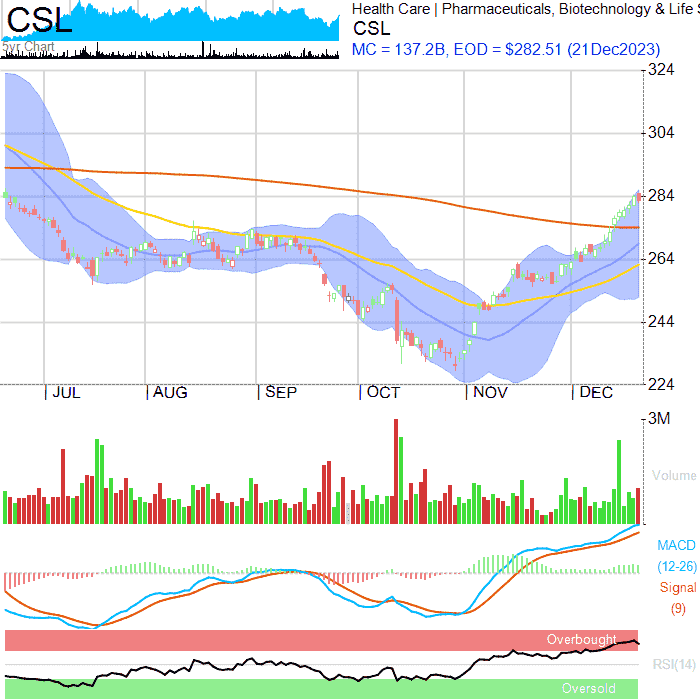 CSL
5yr Chart
Health Care | Pharmaceuticals, Biotechnology & Life S
CSL
MC = 137.2B, EOD = $282.51 (21Dec2023)
324
304
284
264
244
224
JUL AUG SEP OCT NOV DEC
3M
Volume
MACD
(12-26)
Signal
(9)
Overbought
RSI(14)
Oversold